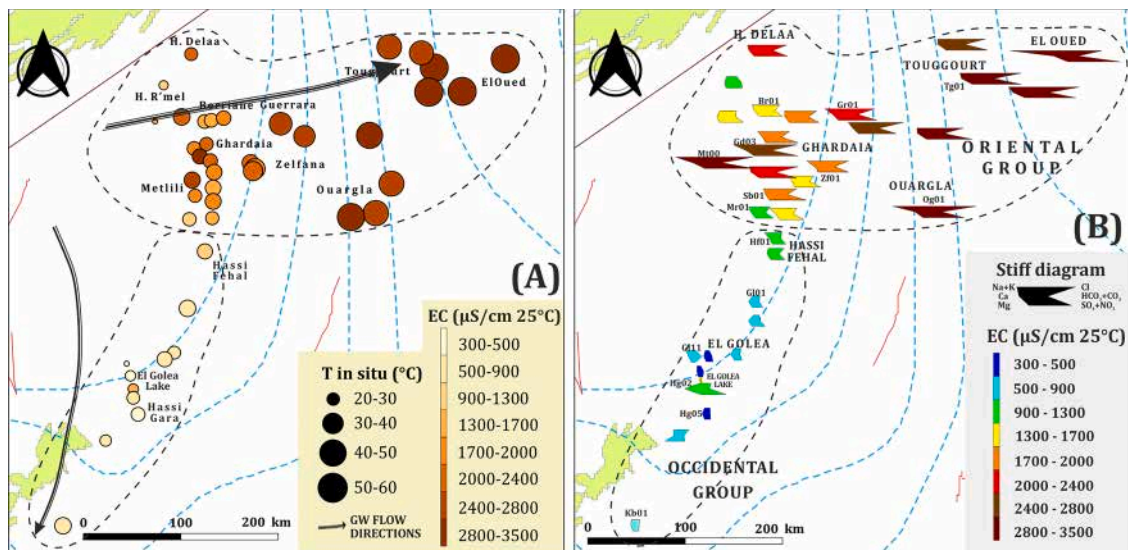 H. Delaa
Touggourt
ElOued
H. R'mel
Berriane Guerrara
Ghardaia
Zelfana
Metlili
Ouargla
Hassi
Fehal
(A)
El Golea
Lake
Hassi
Gara
T in situ (°C)
20-30
30-40
40-50
50-60
GW FLOW
DIRECTIONS
EC (µS/cm 25°C)
300-500
500-900
900-1300
1300-1700
1700-2000
2000-2400
2400-2800
2800-3500
0 100 200 km
H. DELAA
EL OUED
TOUGGOURT
Tg01
Br01
Gr01
Gd03
GHARDAIA
Mt00
ORIENTAL
GROUP
Zf01
OUARGLA
Sb01
Og01
Mr01
(B)
Hf01
HASSI
FEHAL
Gl01
EL GOLEA
Gl11
EL GOLEA
LAKE
Hg02
Hg05
OCCIDENTAL
GROUP
Kb01
Stiff diagram
Na+K Cl
Ca HCO₃+CO₃
Mg SO₄+NO₃
EC (µS/cm 25°C)
300 - 500
500 - 900
900 - 1300
1300 - 1700
1700 - 2000
2000 - 2400
2400 - 2800
2800 - 3500
0 100 200 km